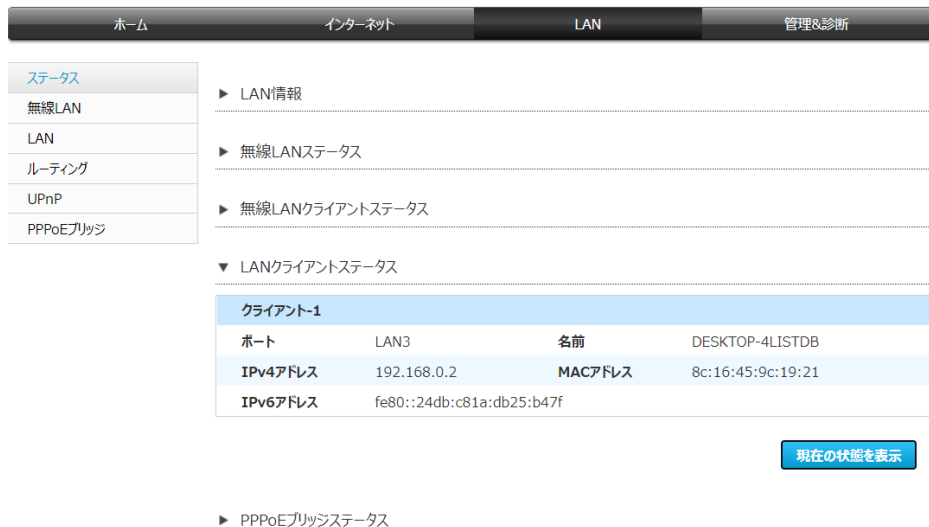 ホーム インターネット LAN 管理&診断
ステータス
無線LAN
LAN
ルーティング
UPnP
PPPoEブリッジ
LAN情報
無線LANステータス
無線LANクライアントステータス
LANクライアントステータス
クライアント-1
ポート LAN3 名前 DESKTOP-4LISTDB
IPv4アドレス 192.168.0.2 MACアドレス 8c:16:45:9c:19:21
IPv6アドレス fe80::24db:c81a:db25:b47f
現在の状態を表示
PPPoEブリッジステータス